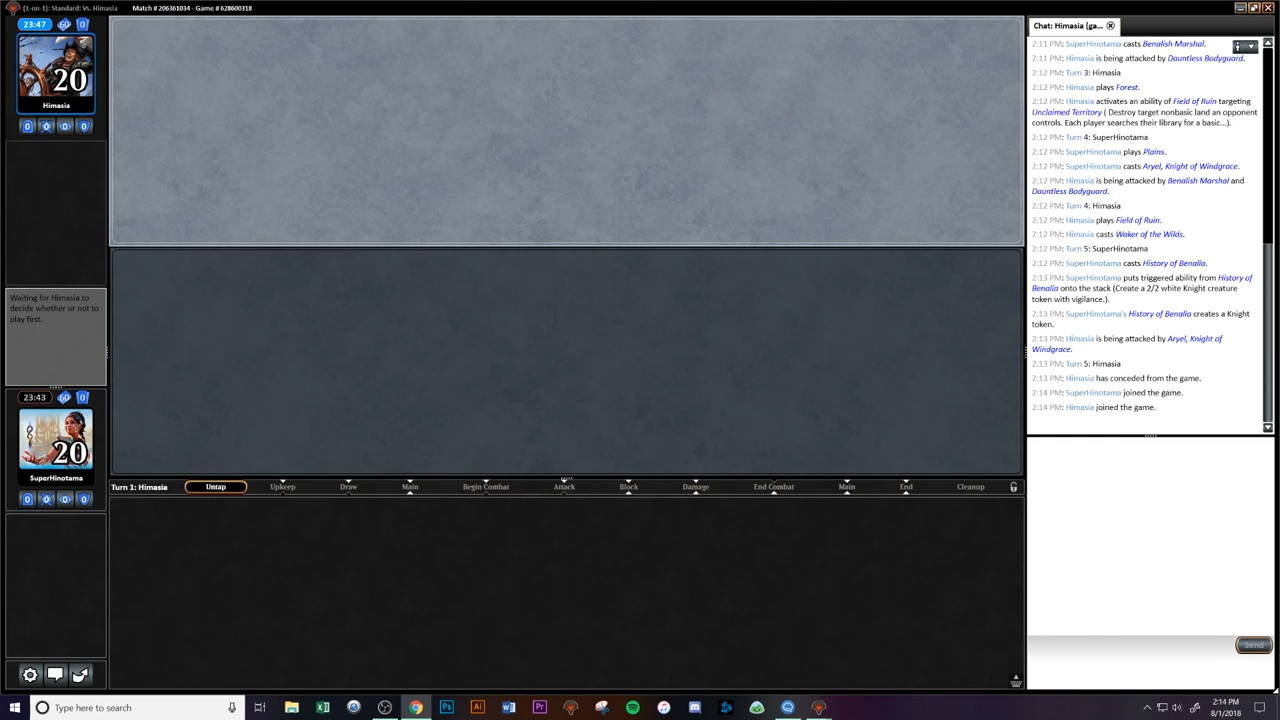 (1-on-1): Standard: Vs. Himasia
Match # 206361034 - Game # 628600318
23:47
60
0
20
Himasia
0
0
0
0
Waiting for Himasia to
decide whether or not to
play first.
23:43
60
0
20
SuperHinotama
0
0
0
0
Turn 1: Himasia
Untap
Upkeep
Draw
Main
Begin Combat
Attack
Block
Damage
End Combat
Main
End
Cleanup
Chat: Himasia (ga...
2:11 PM: SuperHinotama casts Benalish Marshal.
2:11 PM: Himasia is being attacked by Dauntless Bodyguard.
2:12 PM: Turn 3: Himasia
2:12 PM: Himasia plays Forest.
2:12 PM: Himasia activates an ability of Field of Ruin targeting
Unclaimed Territory ( Destroy target nonbasic land an opponent
controls. Each player searches their library for a basic...).
2:12 PM: Turn 4: SuperHinotama
2:12 PM: SuperHinotama plays Plains.
2:12 PM: SuperHinotama casts Aryel, Knight of Windgrace.
2:12 PM: Himasia is being attacked by Benalish Marshal and
Dauntless Bodyguard.
2:12 PM: Turn 4: Himasia
2:12 PM: Himasia plays Field of Ruin.
2:12 PM: Himasia casts Waker of the Wilds.
2:12 PM: Turn 5: SuperHinotama
2:12 PM: SuperHinotama casts History of Benalia.
2:13 PM: SuperHinotama puts triggered ability from History of
Benalia onto the stack (Create a 2/2 white Knight creature
token with vigilance.).
2:13 PM: SuperHinotama's History of Benalia creates a Knight
token.
2:13 PM: Himasia is being attacked by Aryel, Knight of
Windgrace.
2:13 PM: Turn 5: Himasia
2:13 PM: Himasia has conceded from the game.
2:14 PM: SuperHinotama joined the game.
2:14 PM: Himasia joined the game.
Send
Type here to search
Ps
Ai
Pr
2:14 PM
8/1/2018